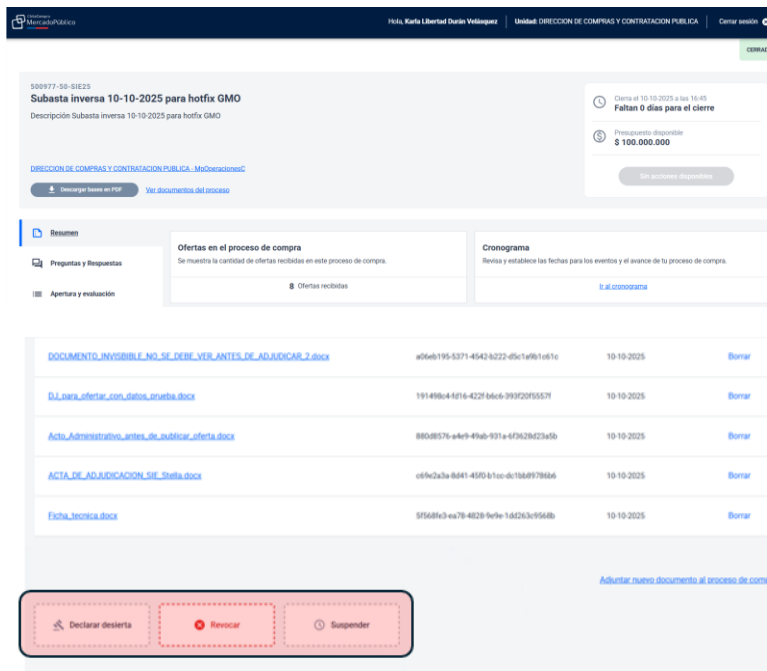 ChileCompra
MercadoPúblico
Hola, Karla Libertad Durán Velásquez
Unidad: DIRECCION DE COMPRAS Y CONTRATACION PUBLICA
Cerrar sesión
CERRAD
500977-50-SIE25
Subasta inversa 10-10-2025 para hotfix GMO
Descripción Subasta inversa 10-10-2025 para hotfix GMO
Cierra el 10-10-2025 a las 16:45
Faltan 0 días para el cierre
Presupuesto disponible
$ 100.000.000
DIRECCION DE COMPRAS Y CONTRATACION PUBLICA - MpOperacionesC
Descargar bases en PDF
Ver documentos del proceso
Sin acciones disponibles
Resumen
Preguntas y Respuestas
Apertura y evaluación
Ofertas en el proceso de compra
Se muestra la cantidad de ofertas recibidas en este proceso de compra.
8 Ofertas recibidas
Cronograma
Revisa y establece las fechas para los eventos y el avance de tu proceso de compra.
Ir al cronograma
DOCUMENTO_INVISBIBLE_NO_SE_DEBE_VER_ANTES_DE_ADJUDICAR_2.docx a06eb195-5371-4542-b222-d5c1a9b1c61c 10-10-2025 Borrar
DJ_para_ofertar_con_datos_prueba.docx 191498c4-fd16-422f-b6c6-393f20f5557f 10-10-2025 Borrar
Acto_Administrativo_antes_de_publicar_oferta.docx 880d8576-a4e9-49ab-931a-6f3628d23a5b 10-10-2025 Borrar
ACTA_DE_ADJUDICACION_SIE_Stella.docx c69e2a3a-8d41-45f0-b1cc-dc1bb89786b6 10-10-2025 Borrar
Ficha_tecnica.docx 5f568fe3-ea78-4828-9e9e-1dd263c9568b 10-10-2025 Borrar
Adjuntar nuevo documento al proceso de com
Declarar desierta
Revocar
Suspender